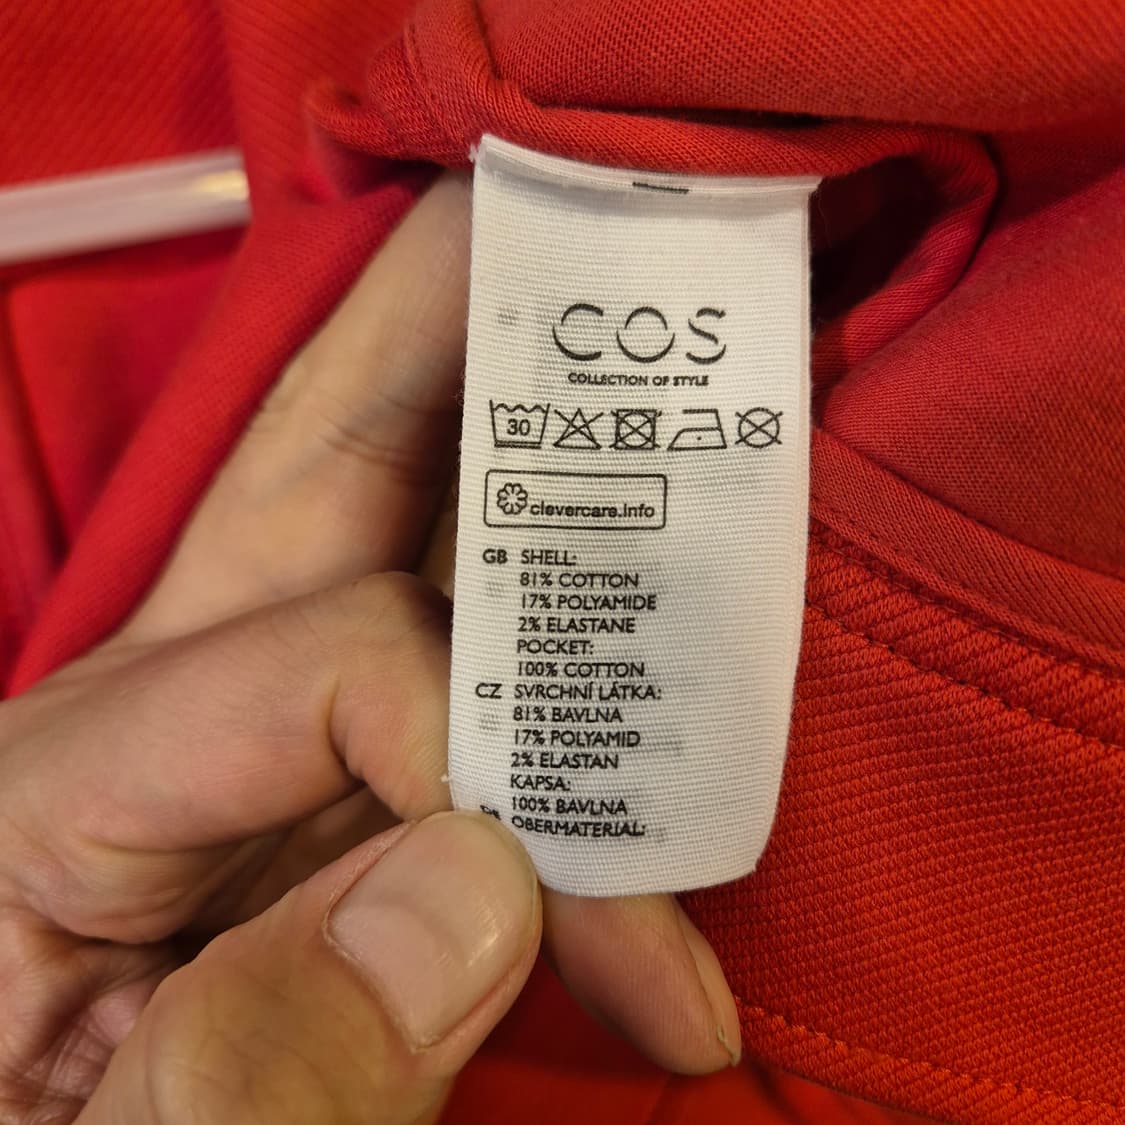 COS
COLLECTION OF STYLE
30
clevercare.info
GB SHELL:
81% COTTON
17% POLYAMIDE
2% ELASTANE
POCKET:
100% COTTON
CZ SVRCHNÍ LÁTKA:
81% BAVLNA
17% POLYAMID
2% ELASTAN
KAPSA:
100% BAVLNA
DE OBERMATERIAL: